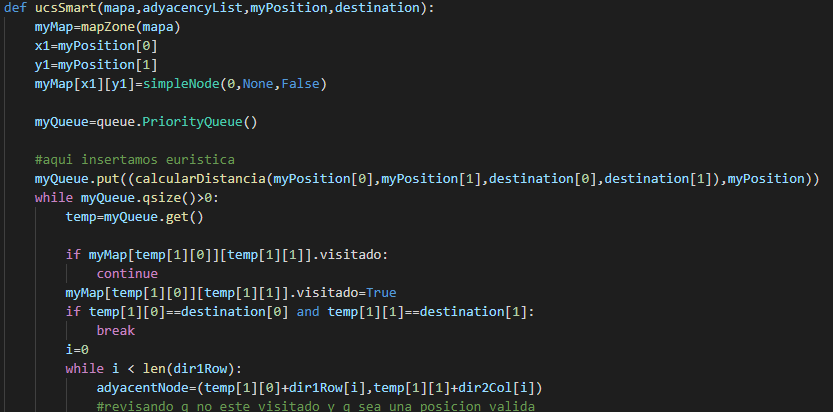 def ucsSmart(mapa,adyacencyList,myPosition,destination):
myMap=mapZone(mapa)
x1=myPosition[0]
y1=myPosition[1]
myMap[x1][y1]=simpleNode(0,None,False)
myQueue=queue.PriorityQueue()
#aqui insertamos euristica
myQueue.put((calcularDistancia(myPosition[0],myPosition[1],destination[0],destination[1]),myPosition))
while myQueue.qsize()>0:
temp=myQueue.get()
if myMap[temp[1][0]][temp[1][1]].visitado:
continue
myMap[temp[1][0]][temp[1][1]].visitado=True
if temp[1][0]==destination[0] and temp[1][1]==destination[1]:
break
i=0
while i < len(dir1Row):
adyacentNode=(temp[1][0]+dir1Row[i],temp[1][1]+dir2Col[i])
#revisando q no este visitado y q sea una posicion valida